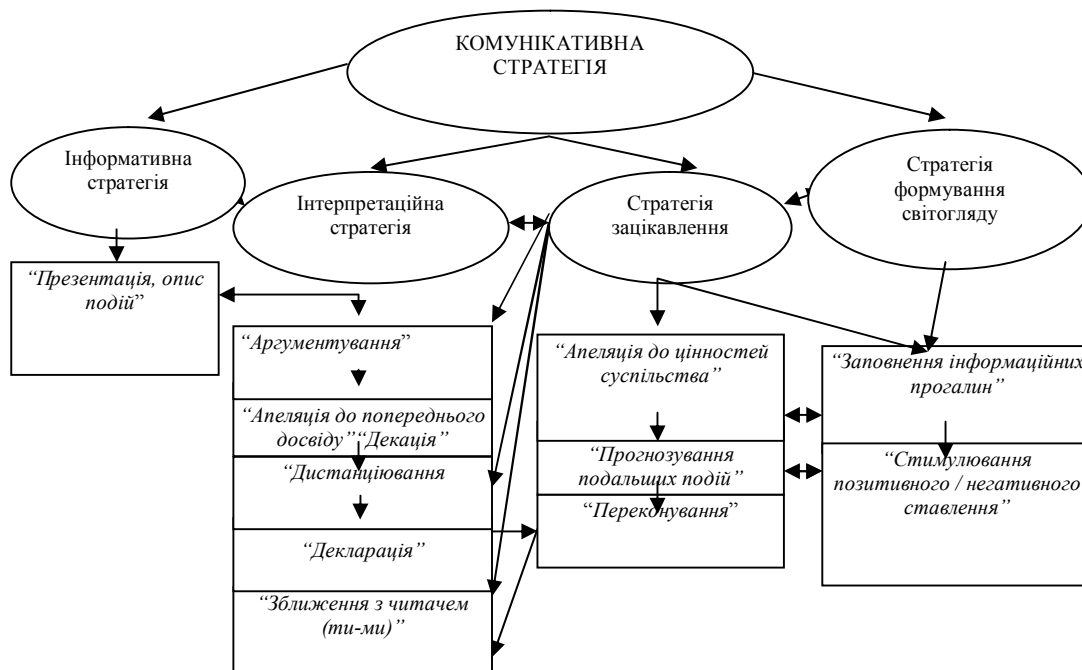 КОМУНІКАТИВНА
СТРАТЕГІЯ
Інформативна
стратегія
Інтерпретаційна
стратегія
Стратегія
зацікавлення
Стратегія
формування
світогляду
“Презентація, опис
подій”
“Аргументування”
“Апеляція до попереднього
досвіду”“Декація”
“Дистанціювання
“Декларація”
“Зближення з читачем
(ти-ми)”
“Апеляція до цінностей
суспільства”
“Прогнозування
подальших подій”
“Переконування”
“Заповнення інформаційних
прогалин”
“Стимулювання
позитивного / негативного
ставлення”